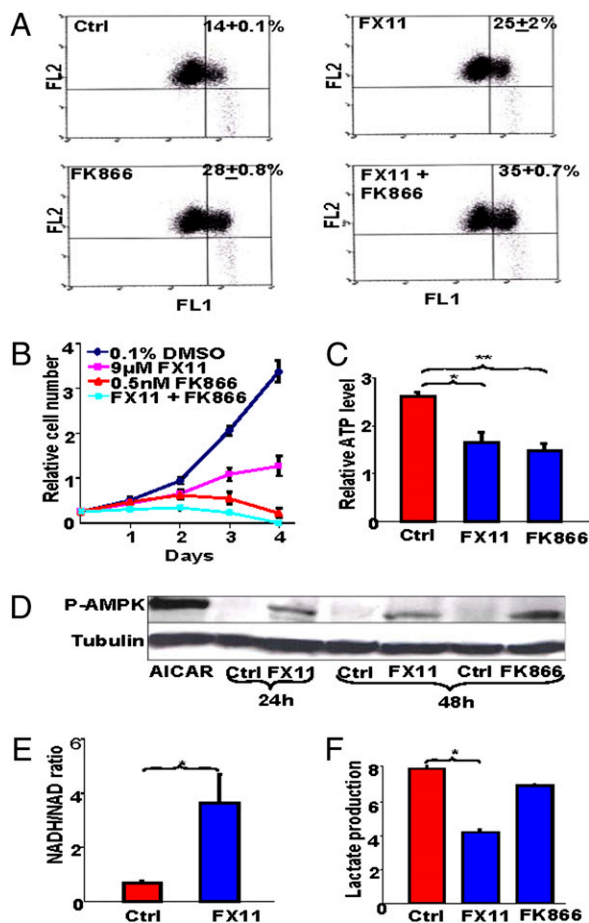 A
Ctrl 14+0.1%
FL2
FX11 25±2%
FL2
FK866 28±0.8%
FL2
FL1
FX11 + FK866 35+0.7%
FL2
FL1
B
Relative cell number
4
3
2
1
0
0.1% DMSO
9µM FX11
0.5nM FK866
FX11 + FK866
1 2 3 4
Days
C
Relative ATP level
3
2
1
0
**
*
Ctrl FX11 FK866
D
P-AMPK
Tubulin
AICAR Ctrl FX11 Ctrl FX11 Ctrl FK866
24h 48h
E
NADH/NAD ratio
6
4
2
0
*
Ctrl FX11
F
Lactate production
8
6
4
2
0
*
Ctrl FX11 FK866